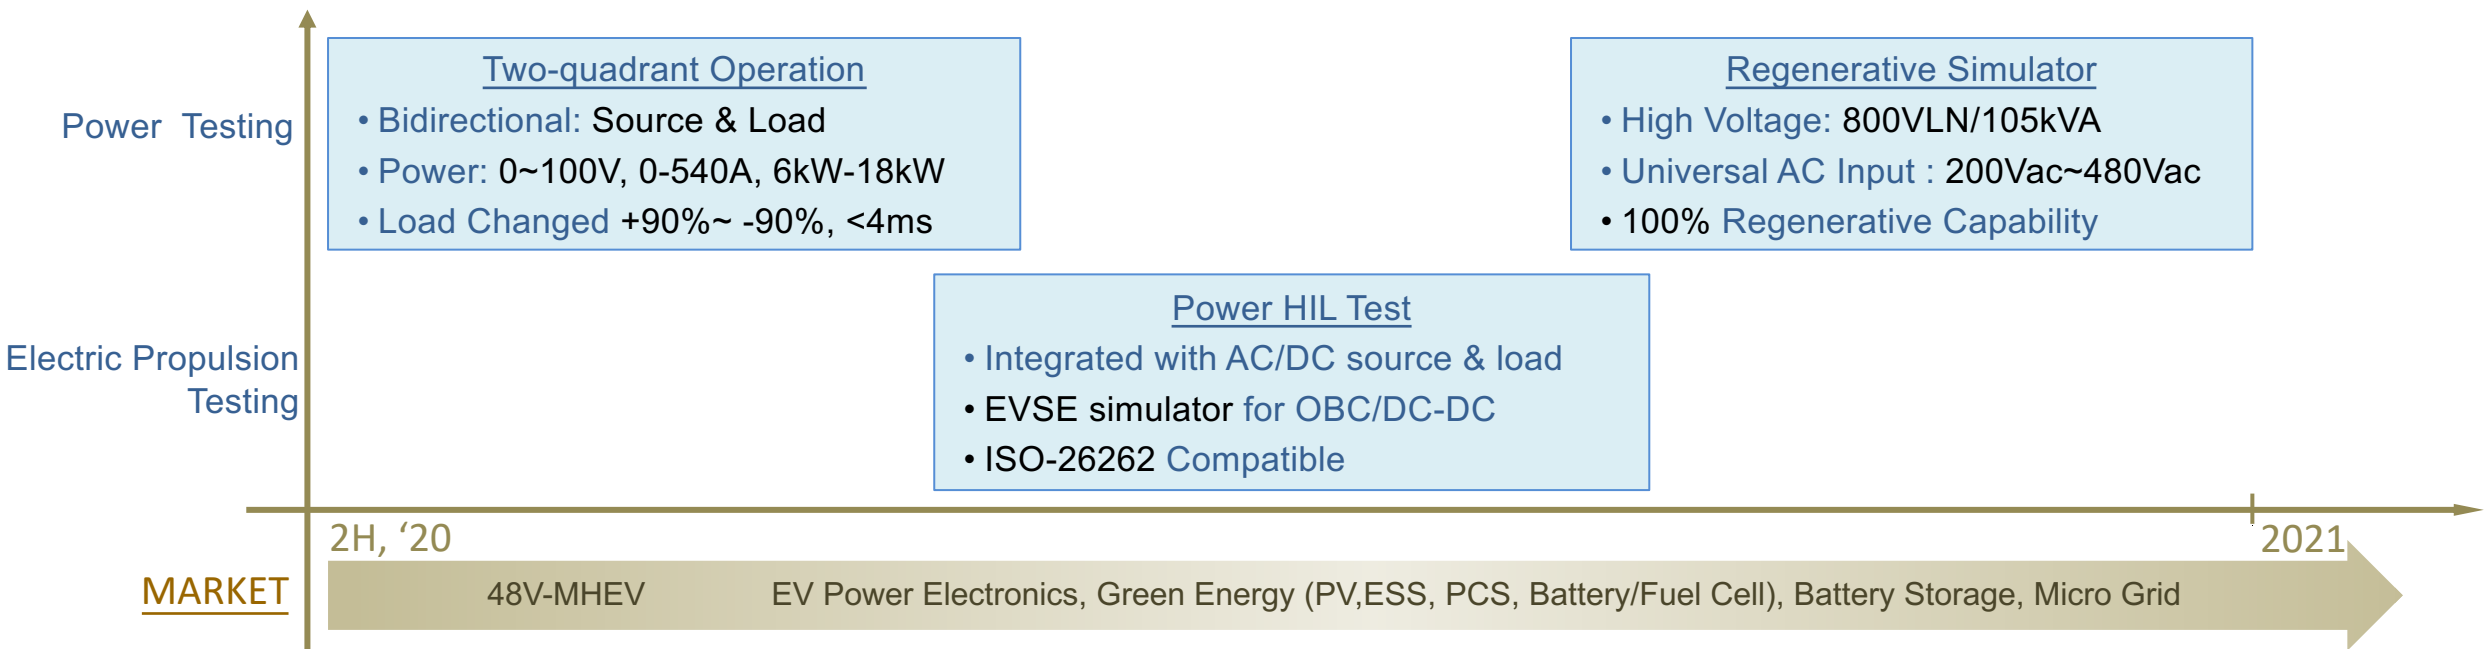 Power Testing
Two-quadrant Operation
• Bidirectional: Source & Load
• Power: 0~100V, 0-540A, 6kW-18kW
• Load Changed +90%~ -90%, <4ms
Regenerative Simulator
• High Voltage: 800VLN/105kVA
• Universal AC Input : 200Vac~480Vac
• 100% Regenerative Capability
Electric Propulsion
Testing
Power HIL Test
• Integrated with AC/DC source & load
• EVSE simulator for OBC/DC-DC
• ISO-26262 Compatible
2H, ‘20
2021
MARKET
48V-MHEV
EV Power Electronics, Green Energy (PV,ESS, PCS, Battery/Fuel Cell), Battery Storage, Micro Grid